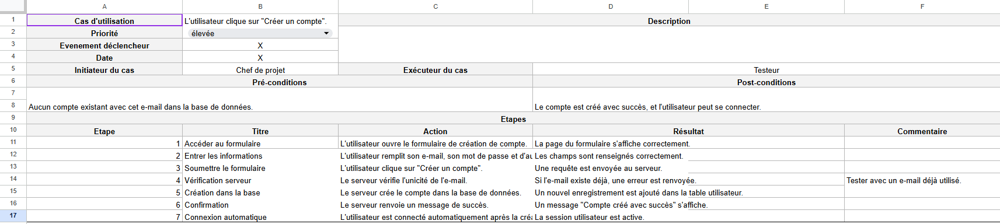 A B C D E F
1 Cas d'utilisation L'utilisateur clique sur "Créer un compte". Description
2 Priorité élevée
3 Evenement déclencheur X
4 Date X
5 Initiateur du cas Chef de projet Exécuteur du cas Testeur
6 Pré-conditions Post-conditions
7
8 Aucun compte existant avec cet e-mail dans la base de données. Le compte est créé avec succès, et l'utilisateur peut se connecter.
9 Etapes
10 Etape Titre Action Résultat Commentaire
11 1 Accéder au formulaire L'utilisateur ouvre le formulaire de création de compte. La page du formulaire s'affiche correctement.
12 2 Entrer les informations L'utilisateur remplit son e-mail, son mot de passe et d'au Les champs sont renseignés correctement.
13 3 Soumettre le formulaire L'utilisateur clique sur "Créer un compte". Une requête est envoyée au serveur.
14 4 Vérification serveur Le serveur vérifie l'unicité de l'e-mail. Si l'e-mail existe déjà, une erreur est renvoyée. Tester avec un e-mail déjà utilisé.
15 5 Création dans la base Le serveur crée le compte dans la base de données. Un nouvel enregistrement est ajouté dans la table utilisateur.
16 6 Confirmation Le serveur renvoie un message de succès. Un message "Compte créé avec succès" s'affiche.
17 7 Connexion automatique L'utilisateur est connecté automatiquement après la créa La session utilisateur est active.